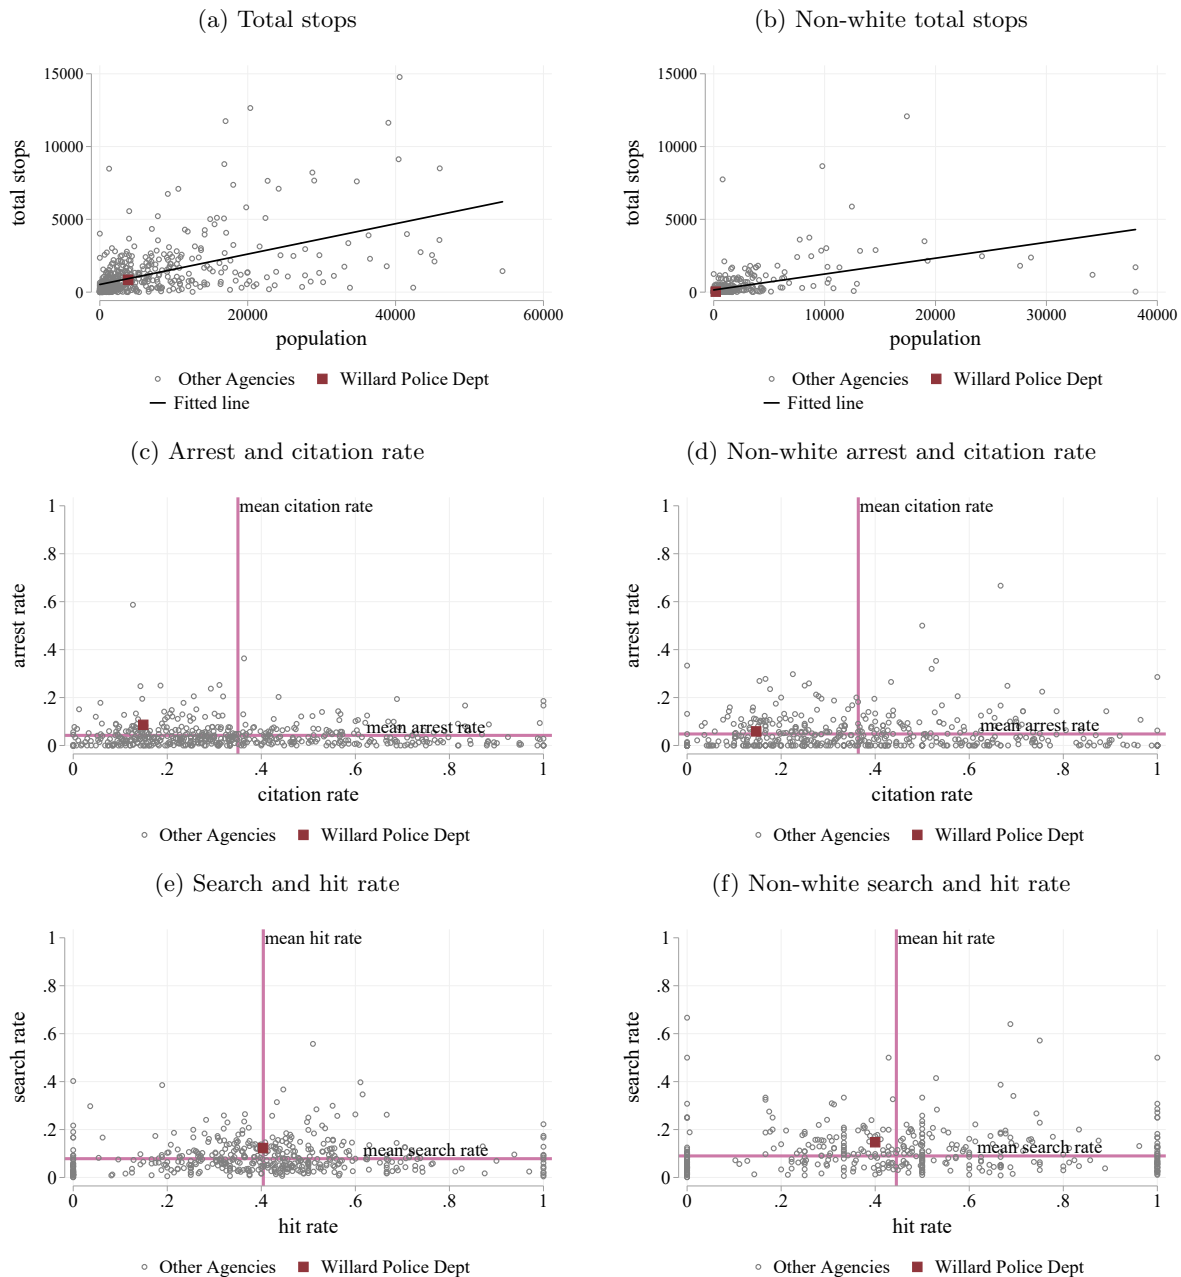 (a) Total stops
15000
10000
5000
0
total stops
0 20000 40000 60000
population
Other Agencies Willard Police Dept
Fitted line
(b) Non-white total stops
15000
10000
5000
0
total stops
0 10000 20000 30000 40000
population
Other Agencies Willard Police Dept
Fitted line
(c) Arrest and citation rate
mean citation rate
1
.8
.6
.4
.2
0
arrest rate
mean arrest rate
0 .2 .4 .6 .8 1
citation rate
Other Agencies Willard Police Dept
(d) Non-white arrest and citation rate
mean citation rate
1
.8
.6
.4
.2
0
arrest rate
mean arrest rate
0 .2 .4 .6 .8 1
citation rate
Other Agencies Willard Police Dept
(e) Search and hit rate
mean hit rate
1
.8
.6
.4
.2
0
search rate
mean search rate
0 .2 .4 .6 .8 1
hit rate
Other Agencies Willard Police Dept
(f) Non-white search and hit rate
mean hit rate
1
.8
.6
.4
.2
0
search rate
mean search rate
0 .2 .4 .6 .8 1
hit rate
Other Agencies Willard Police Dept